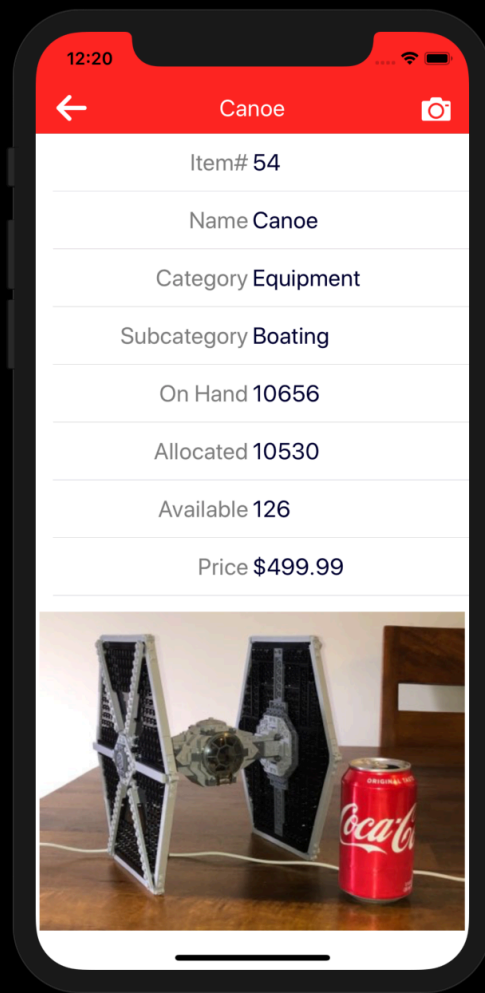 12:20
Canoe
Item# 54
Name Canoe
Category Equipment
Subcategory Boating
On Hand 10656
Allocated 10530
Available 126
Price $499.99
ORIGINAL
Coca-C